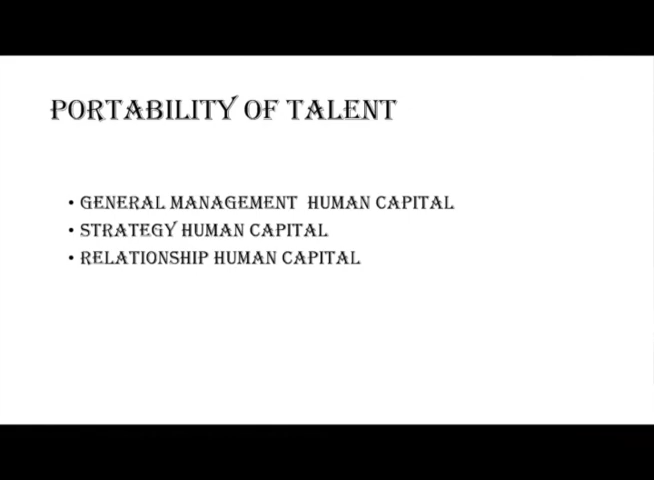 PORTABILITY OF TALENT
• GENERAL MANAGEMENT HUMAN CAPITAL
• STRATEGY HUMAN CAPITAL
• RELATIONSHIP HUMAN CAPITAL